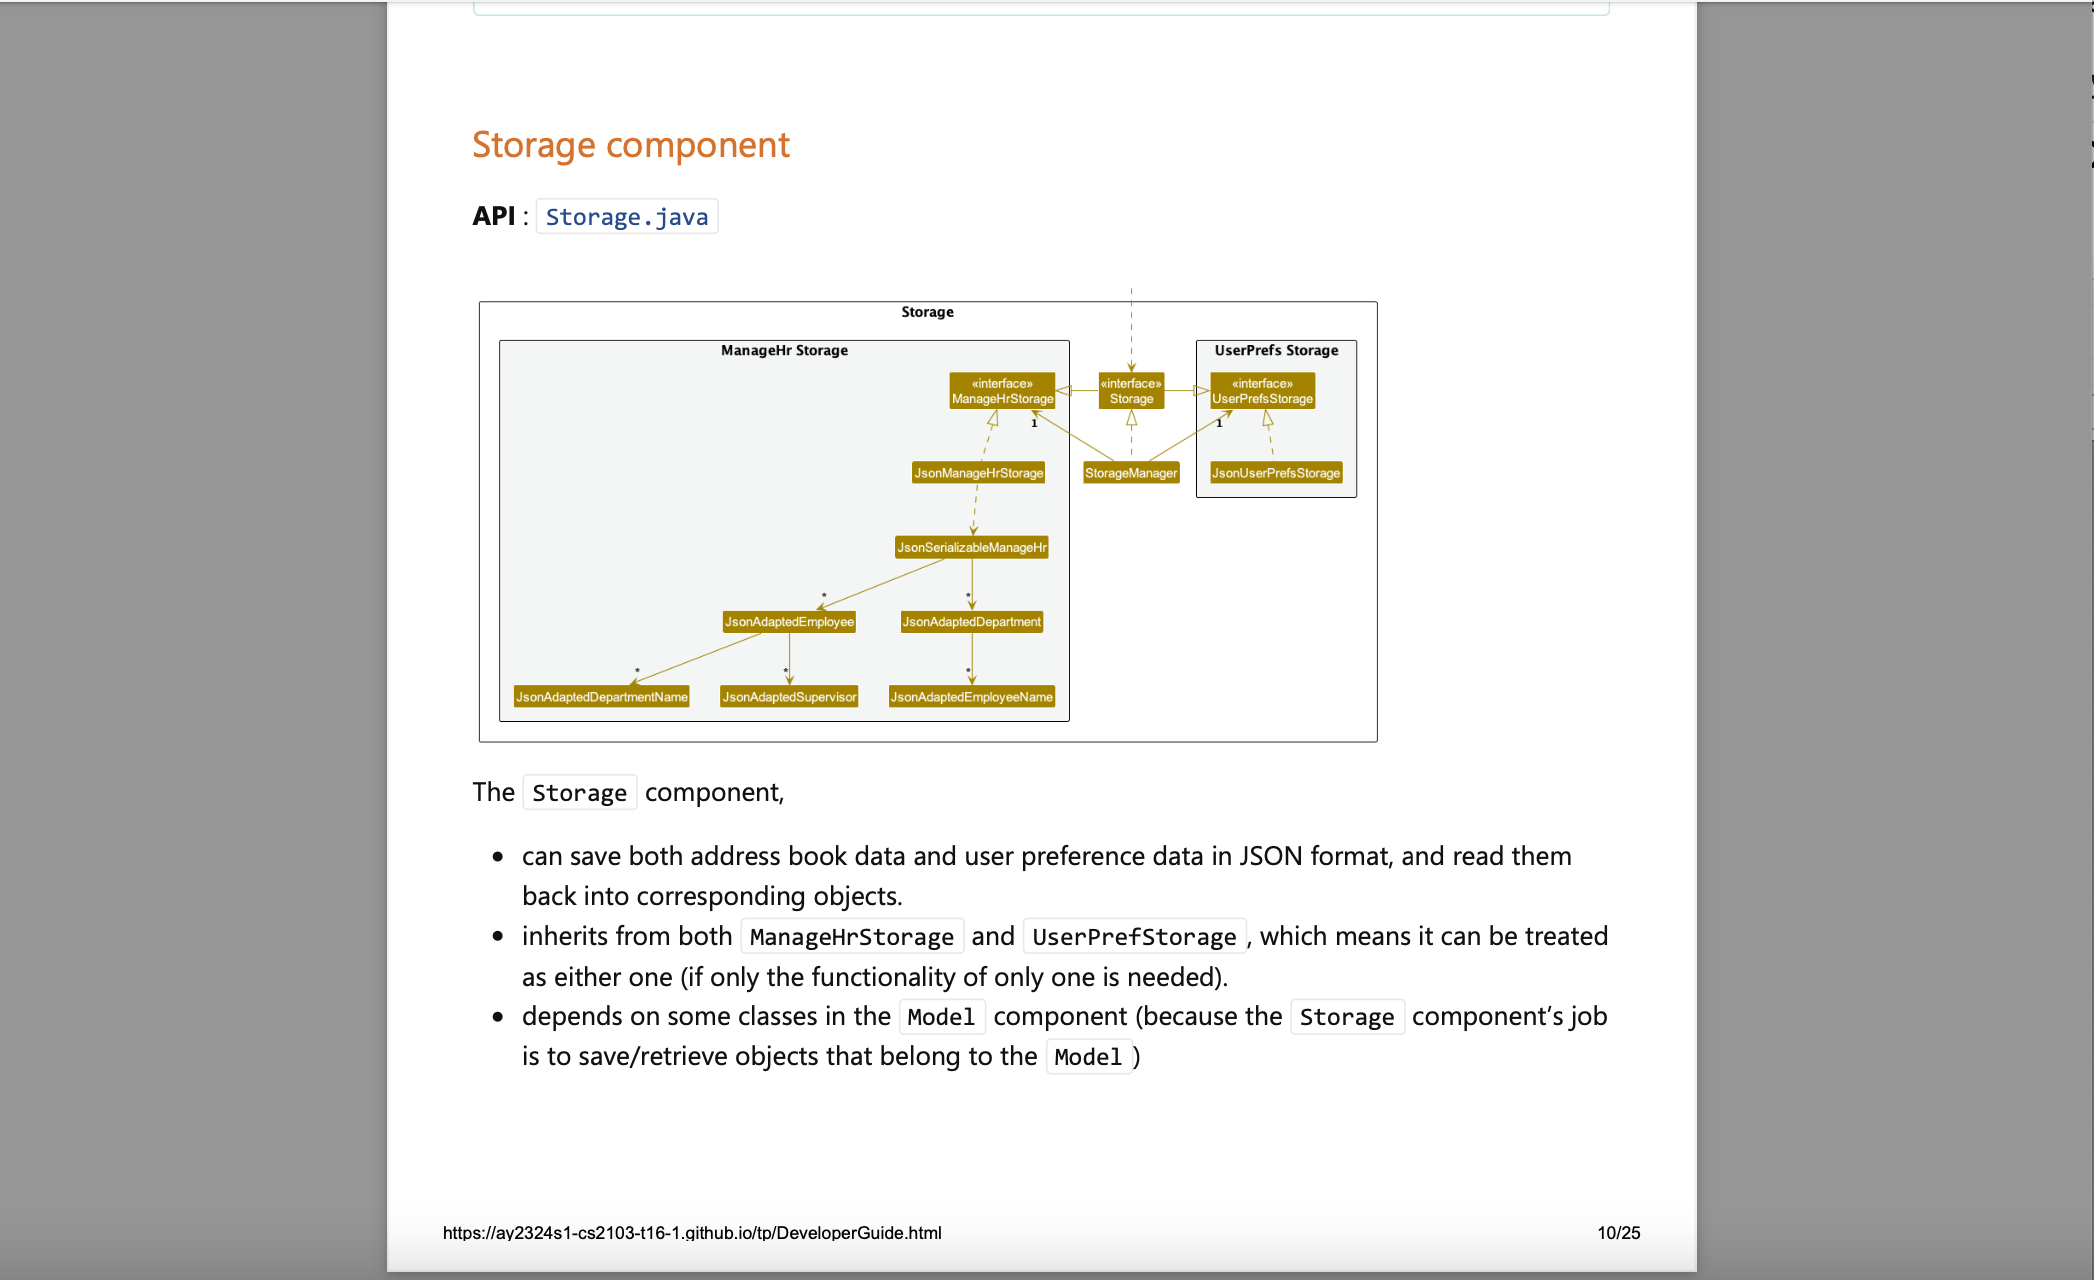 Storage component
API : Storage.java
Storage
ManageHr Storage
UserPrefs Storage
«interface»
ManageHrStorage
«interface»
Storage
«interface»
UserPrefsStorage
1
1
JsonManageHrStorage
StorageManager
JsonUserPrefsStorage
JsonSerializableManageHr
*
*
JsonAdaptedEmployee
JsonAdaptedDepartment
*
*
*
JsonAdaptedDepartmentName
JsonAdaptedSupervisor
JsonAdaptedEmployeeName
The Storage component,
• can save both address book data and user preference data in JSON format, and read them
back into corresponding objects.
• inherits from both ManageHrStorage and UserPrefStorage, which means it can be treated
as either one (if only the functionality of only one is needed).
• depends on some classes in the Model component (because the Storage component’s job
is to save/retrieve objects that belong to the Model)
https://ay2324s1-cs2103-t16-1.github.io/tp/DeveloperGuide.html
10/25